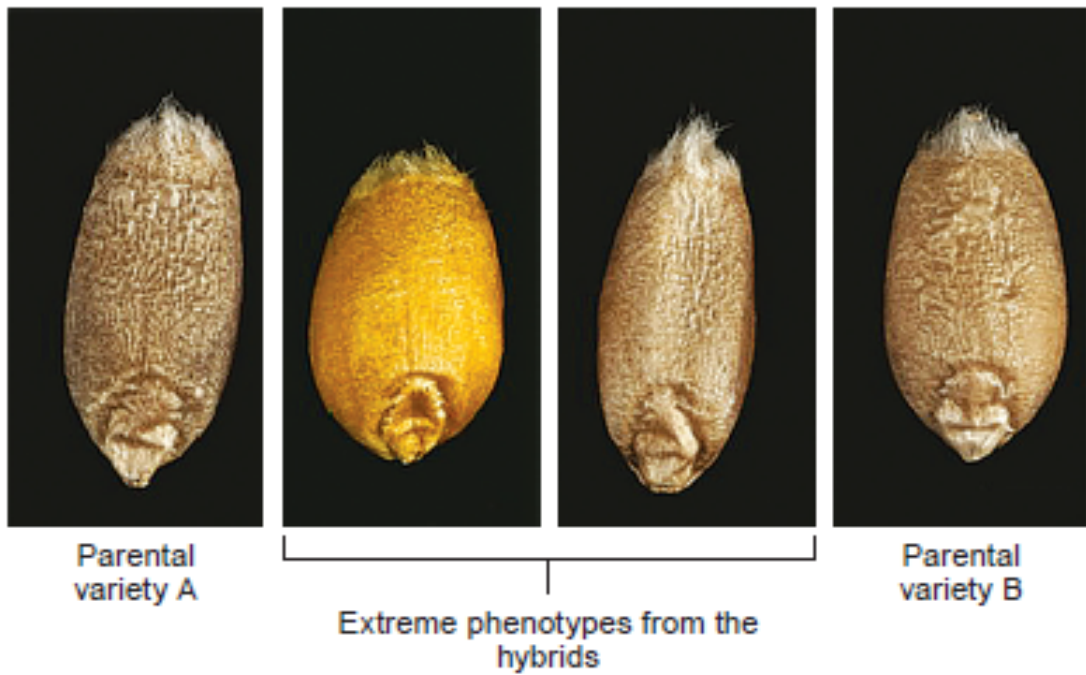 Parental
variety A
Parental
variety B
Extreme phenotypes from the
hybrids